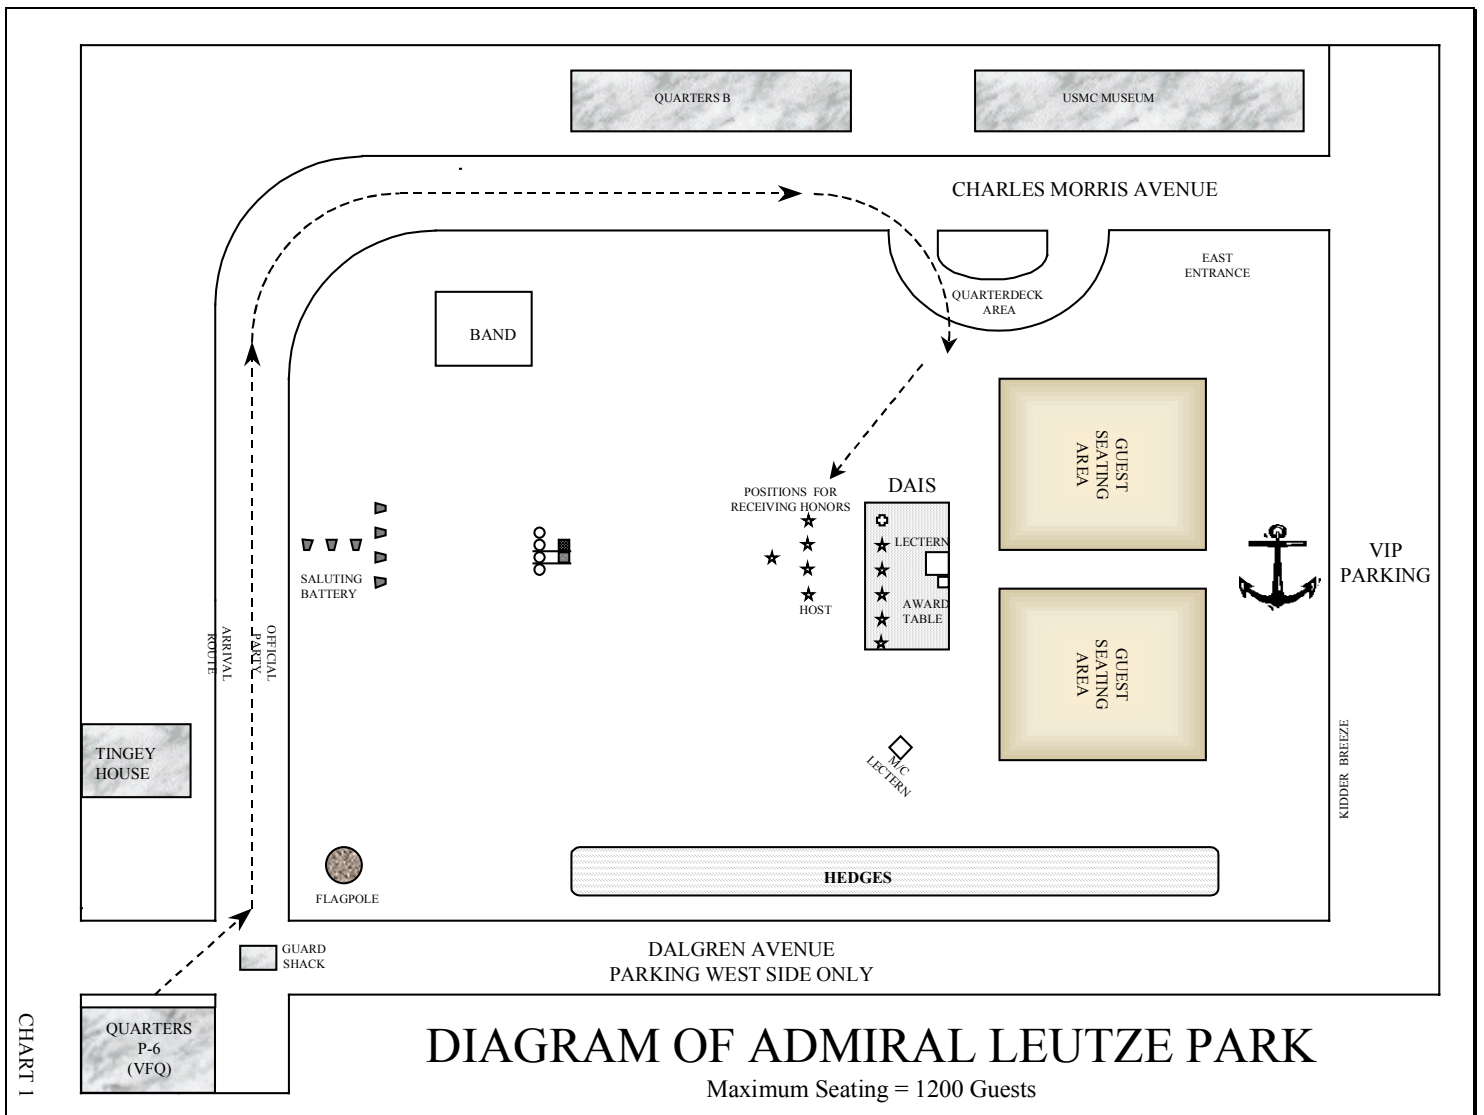 QUARTERS B
USMC MUSEUM
CHARLES MORRIS AVENUE
EAST
ENTRANCE
QUARTERDECK
AREA
BAND
GUEST
SEATING
AREA
DAIS
POSITIONS FOR
RECEIVING HONORS
LECTERN
VIP
PARKING
SALUTING
BATTERY
AWARD
TABLE
HOST
OFFICIAL
PARTY
ARRIVAL
ROUTE
GUEST
SEATING
AREA
TINGEY
HOUSE
M/C
LECTERN
KIDDER BREEZE
HEDGES
FLAGPOLE
GUARD
SHACK
DALGREN AVENUE
PARKING WEST SIDE ONLY
QUARTERS
P-6
(VFQ)
CHART 1
DIAGRAM OF ADMIRAL LEUTZE PARK
Maximum Seating = 1200 Guests